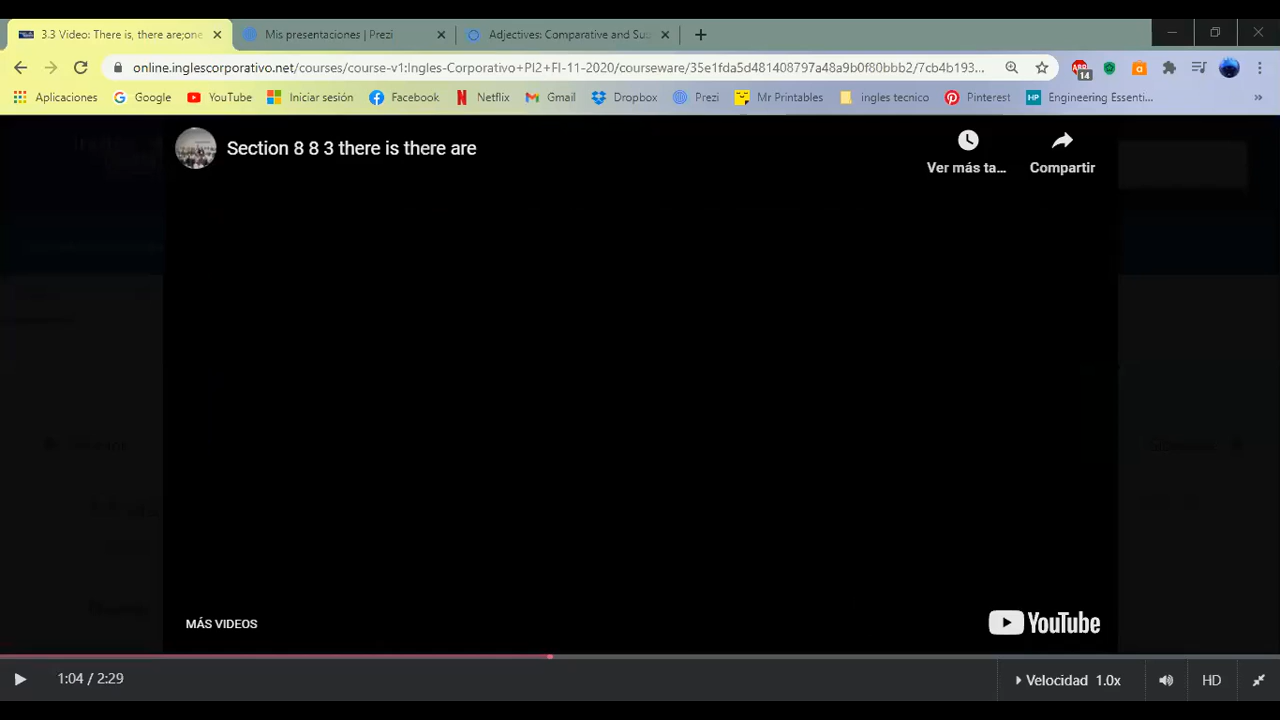 3.3 Video: There is, there are;one
Mis presentaciones | Prezi
Adjectives: Comparative and Su
online.inglescorporativo.net/courses/course-v1:Ingles-Corporativo+PI2+FI-11-2020/courseware/35e1fda5d481408797a48a9b0f80bbb2/7cb4b193...
14
Aplicaciones Google YouTube Iniciar sesión Facebook Netflix Gmail Dropbox Prezi Mr Printables ingles tecnico Pinterest HP Engineering Essenti... »
Section 8 8 3 there is there are
Ver más ta... Compartir
MÁS VIDEOS
YouTube
1:04 / 2:29
Velocidad 1.0x HD